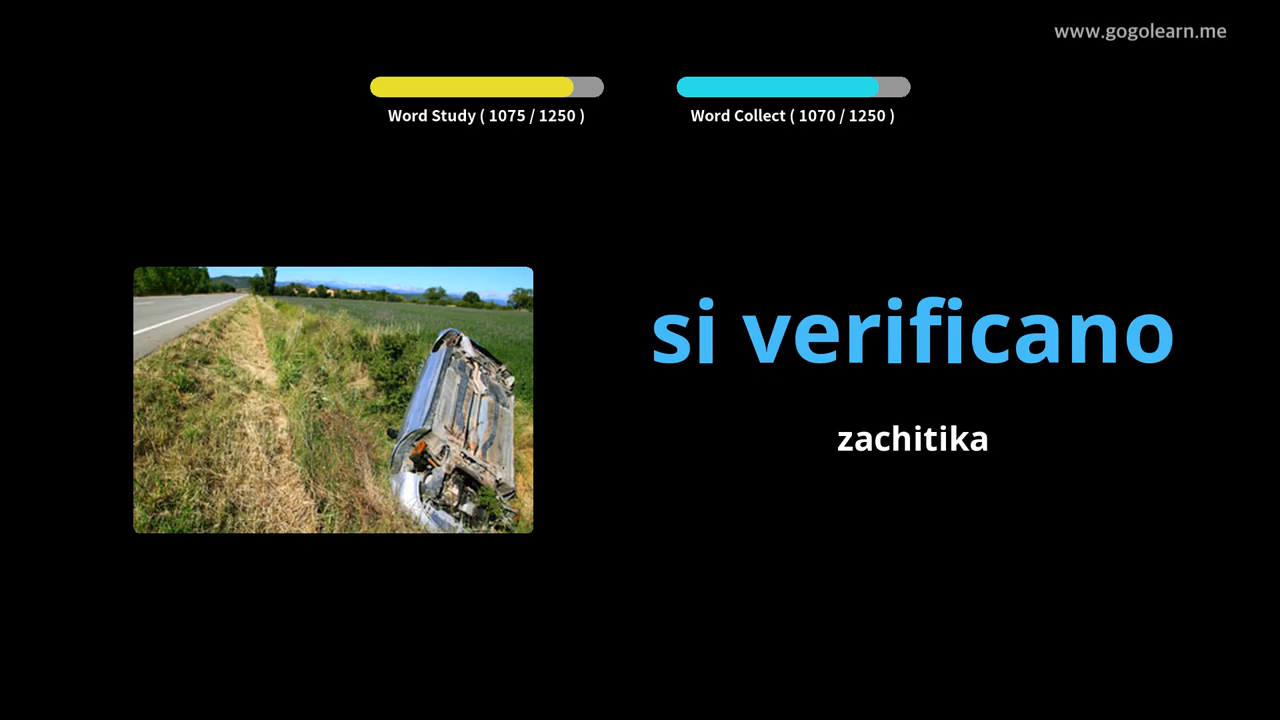 www.gogolearn.me
Word Study ( 1075 / 1250 )
Word Collect ( 1070 / 1250 )
si verificano
zachitika